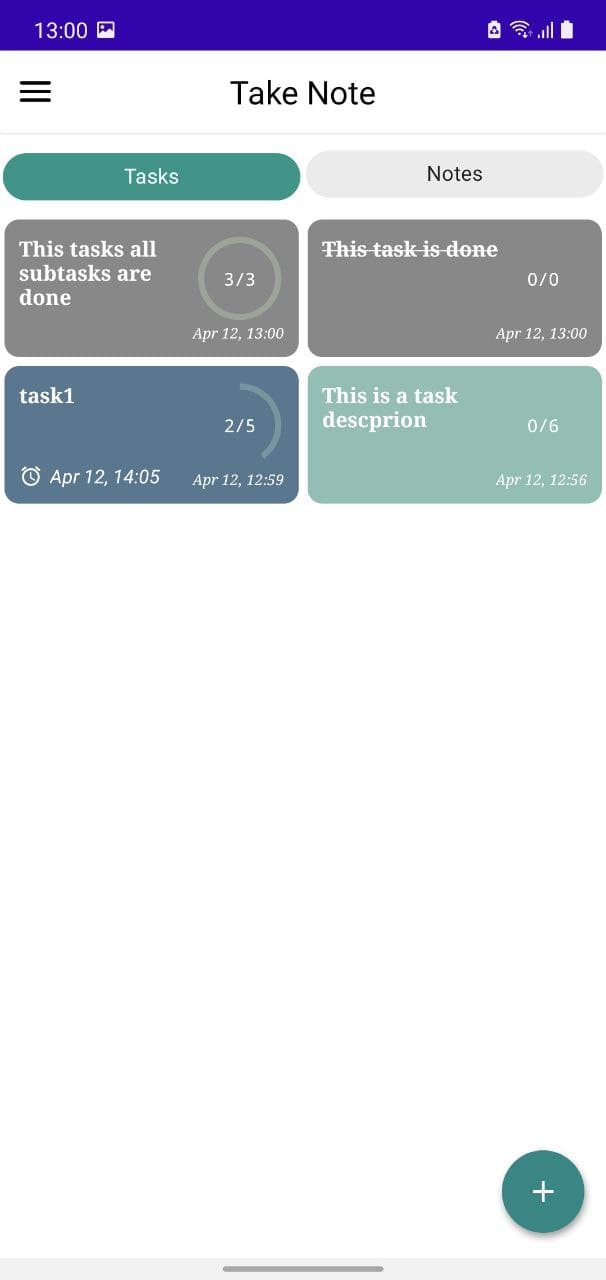 13:00
Take Note
Tasks
Notes
This tasks all
subtasks are
done
3/3
Apr 12, 13:00
This task is done
0/0
Apr 12, 13:00
task1
2/5
Apr 12, 14:05
Apr 12, 12:59
This is a task
descprion
0/6
Apr 12, 12:56